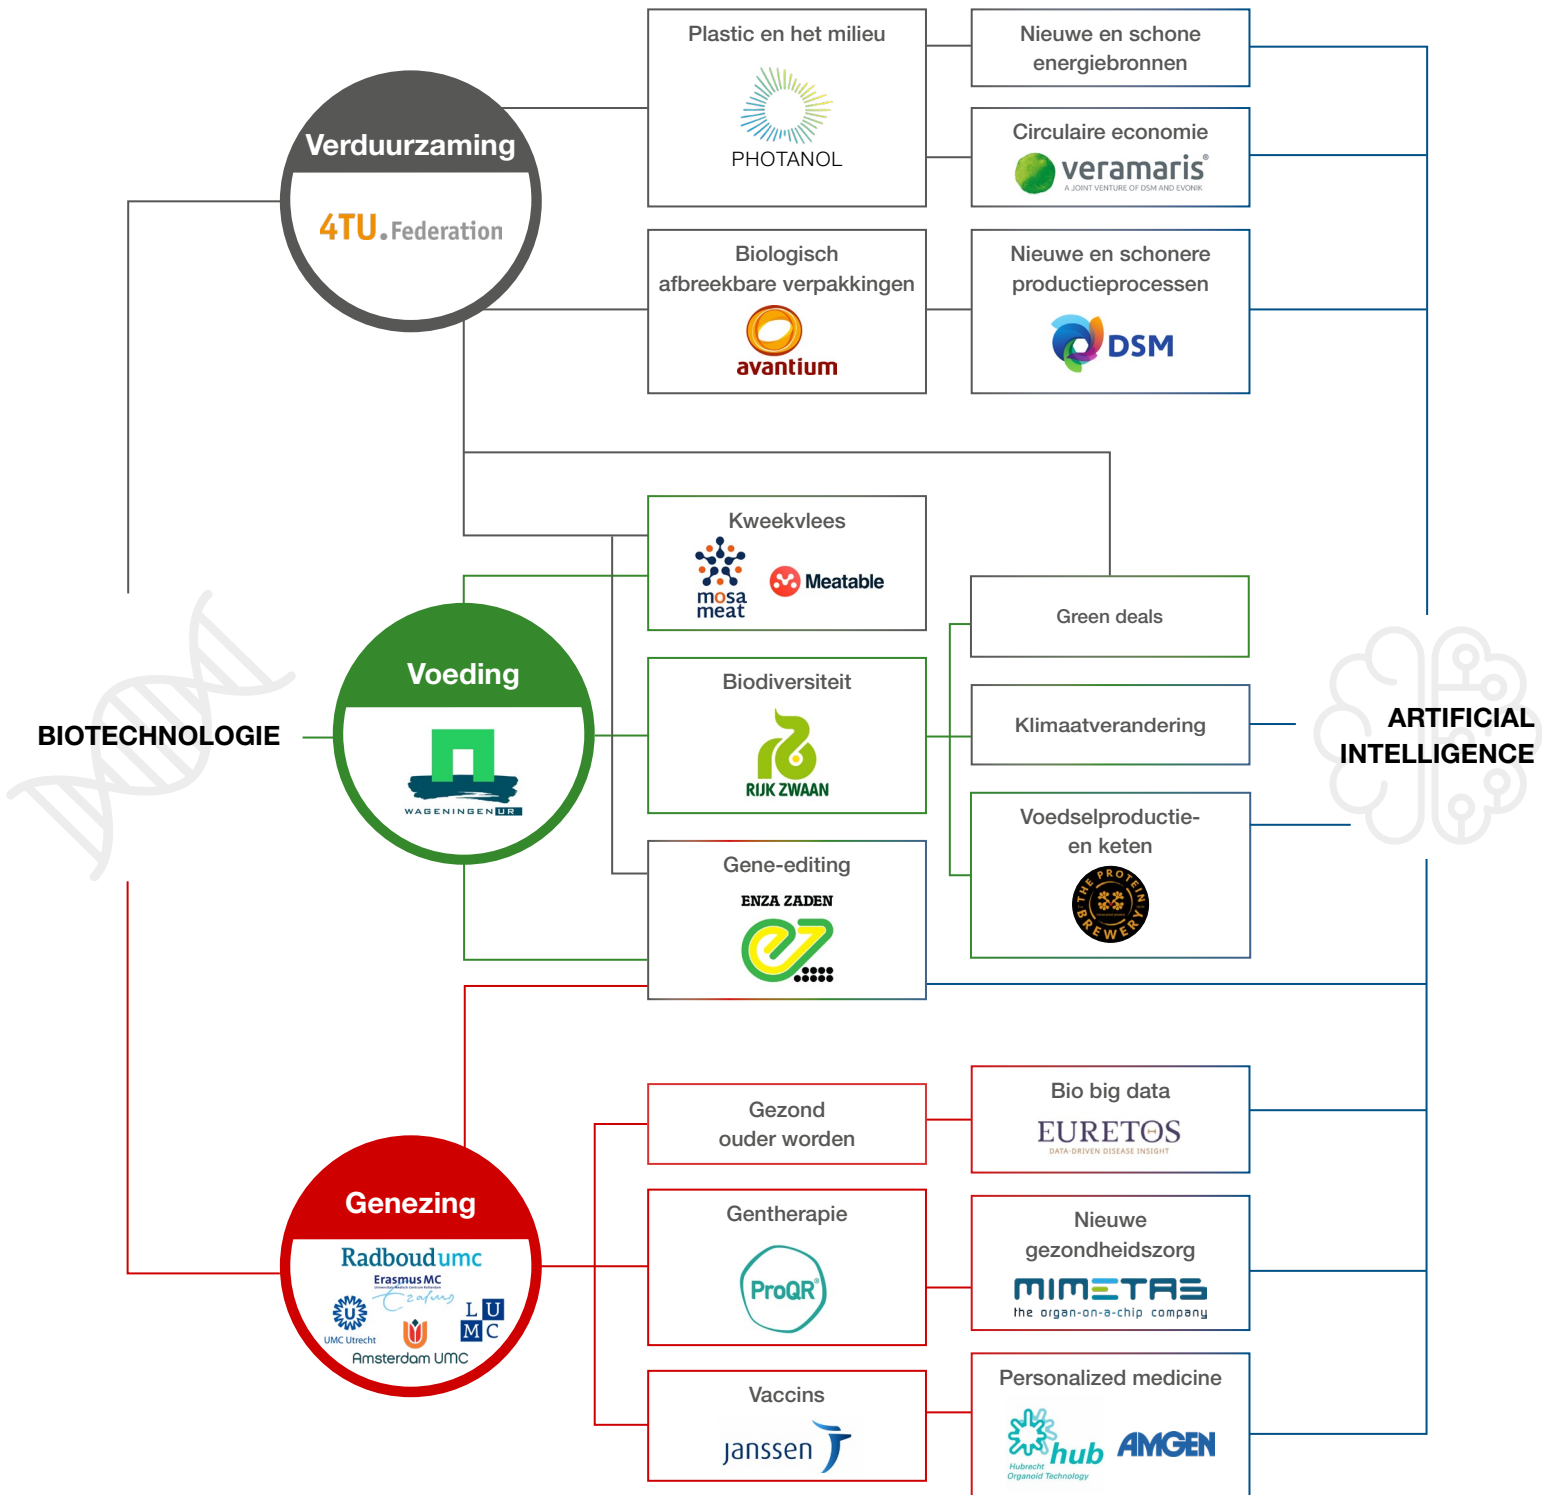 Plastic en het milieu
PHOTANOL
Nieuwe en schone
energiebronnen
Circulaire economie
veramaris®
A JOINT VENTURE OF DSM AND EVONIK
Verduurzaming
4TU.Federation
Biologisch
afbreekbare verpakkingen
avantium
Nieuwe en schonere
productieprocessen
DSM
Kweekvlees
mosa
meat
Meatable
Green deals
Voeding
WAGENINGEN UR
Biodiversiteit
RIJK ZWAAN
Klimaatverandering
BIOTECHNOLOGIE
ARTIFICIAL
INTELLIGENCE
Voedselproductie-
en keten
THE PROTEIN
BREWERY
Gene-editing
ENZA ZADEN
Gezond
ouder worden
Bio big data
EURETOS
DATA-DRIVEN DISEASE INSIGHT
Genezing
Radboudumc
Erasmus MC
Erasmus
UMC Utrecht
LU
MC
Amsterdam UMC
Gentherapie
ProQR®
Nieuwe
gezondheidszorg
MIMETAS
the organ-on-a-chip company
Vaccins
janssen
Personalized medicine
hub
Hubrecht
Organoid Technology
AMGEN